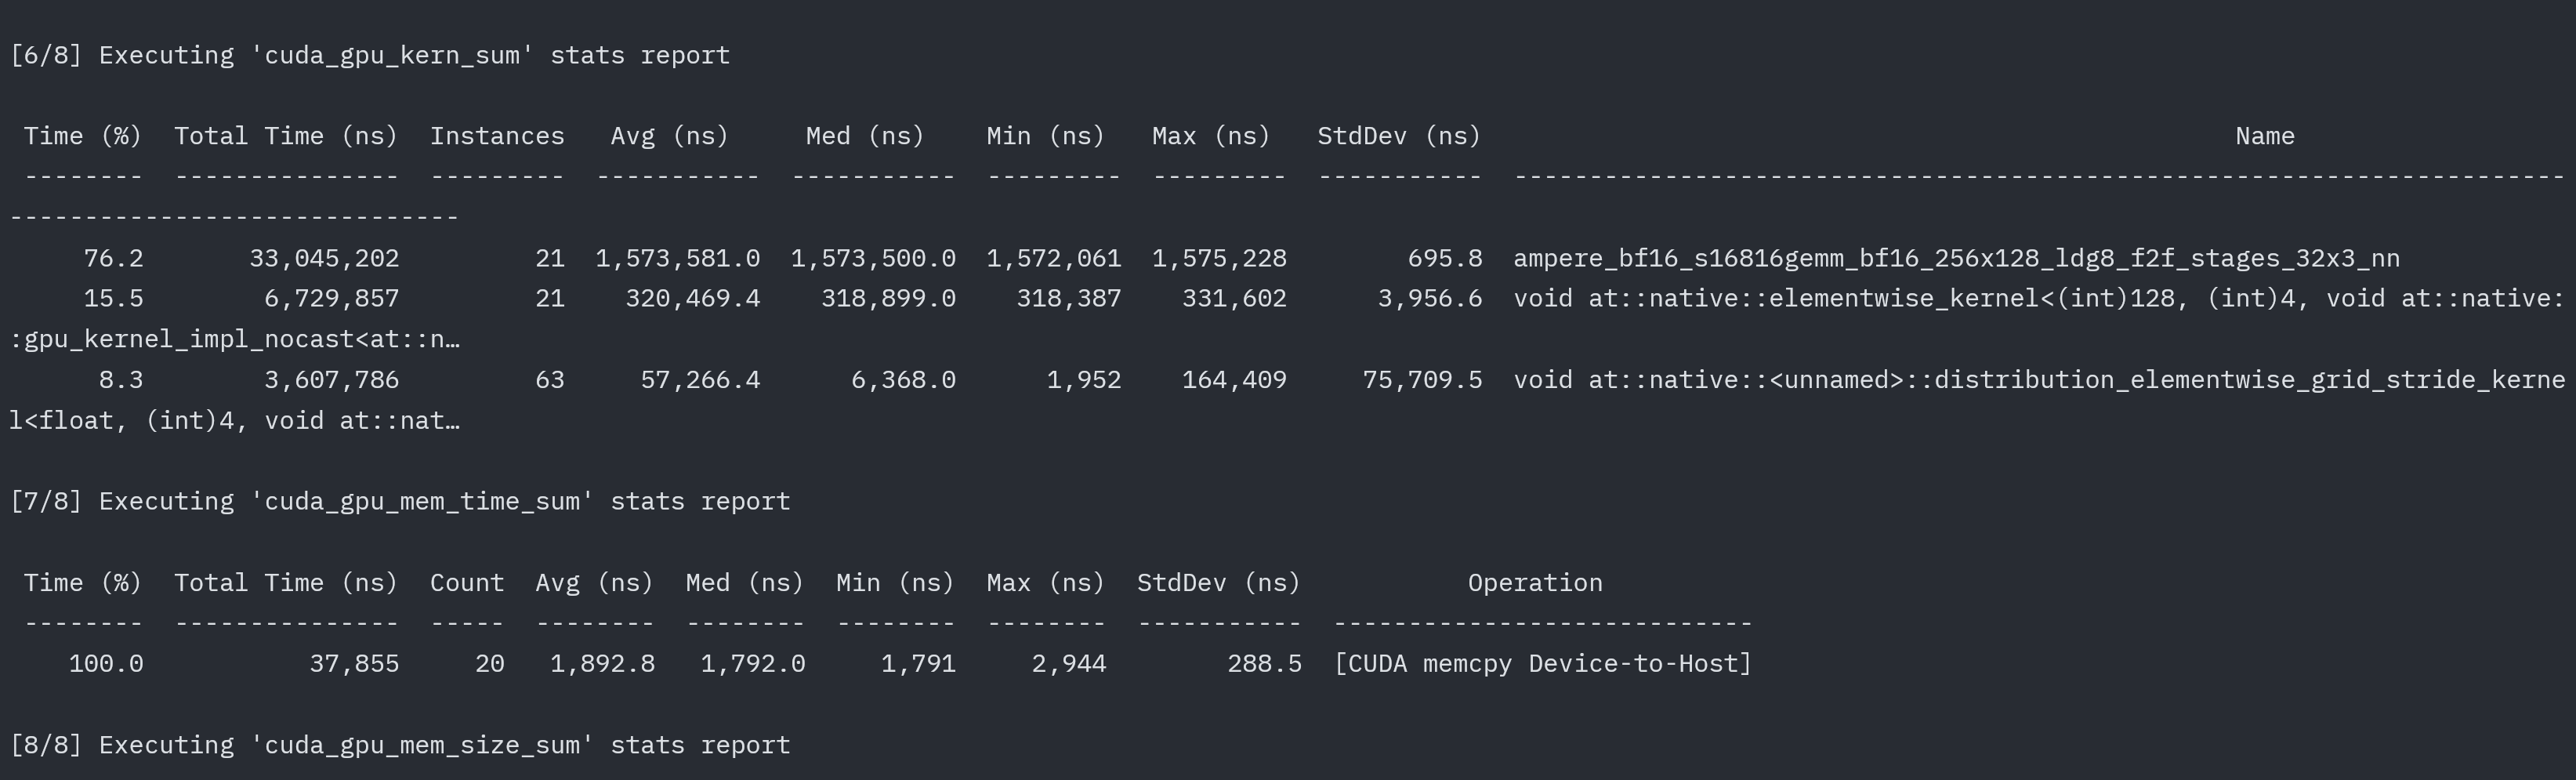 [6/8] Executing 'cuda_gpu_kern_sum' stats report
Time (%)  Total Time (ns)  Instances   Avg (ns)     Med (ns)    Min (ns)   Max (ns)   StdDev (ns)                                                  Name
--------  ---------------  ---------  -----------  -----------  ---------  ---------  -----------  ----------------------------------------------------------------------
------------------------------
76.2       33,045,202         21  1,573,581.0  1,573,500.0  1,572,061  1,575,228        695.8  ampere_bf16_s16816gemm_bf16_256x128_ldg8_f2f_stages_32x3_nn
15.5        6,729,857         21    320,469.4    318,899.0    318,387    331,602      3,956.6  void at::native::elementwise_kernel<(int)128, (int)4, void at::native:
:gpu_kernel_impl_nocast<at::n…
8.3        3,607,786         63     57,266.4      6,368.0      1,952    164,409     75,709.5  void at::native::<unnamed>::distribution_elementwise_grid_stride_kerne
l<float, (int)4, void at::nat…
[7/8] Executing 'cuda_gpu_mem_time_sum' stats report
Time (%)  Total Time (ns)  Count  Avg (ns)  Med (ns)  Min (ns)  Max (ns)  StdDev (ns)           Operation
--------  ---------------  -----  --------  --------  --------  --------  -----------  ----------------------------
100.0           37,855     20   1,892.8   1,792.0     1,791     2,944        288.5  [CUDA memcpy Device-to-Host]
[8/8] Executing 'cuda_gpu_mem_size_sum' stats report